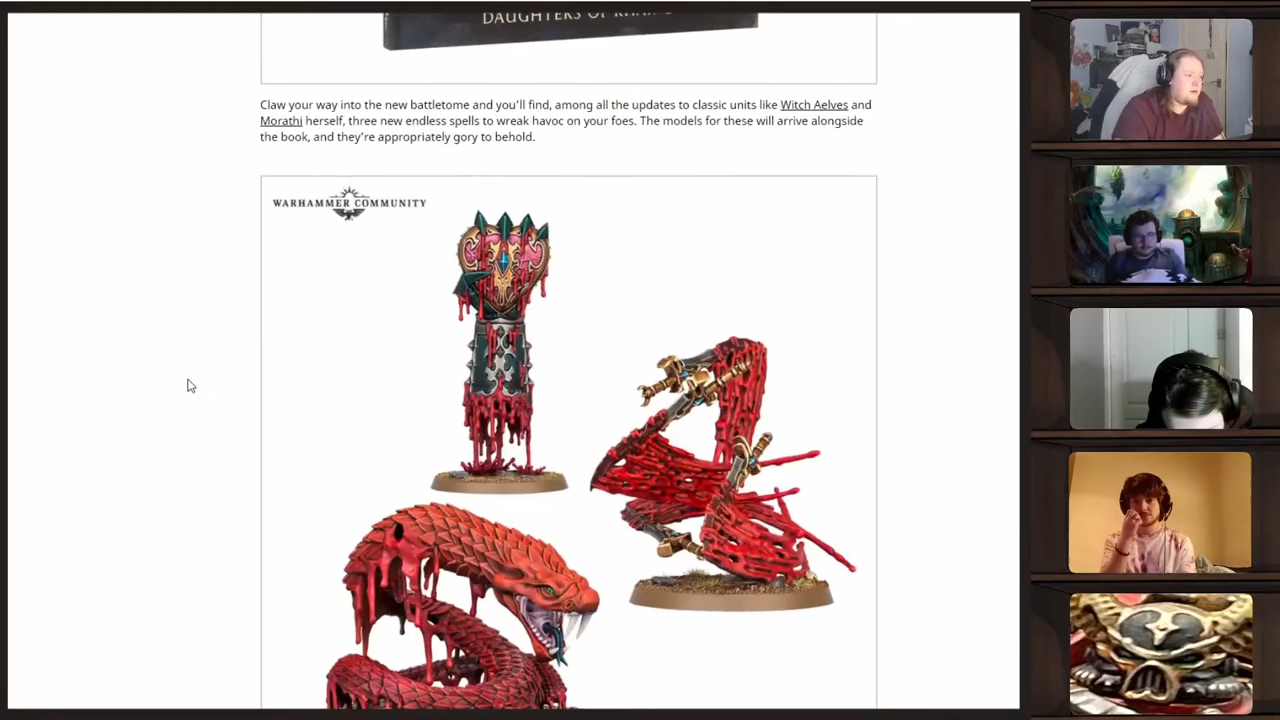 DAUGHTERS OF
Claw your way into the new battletome and you'll find, among all the updates to classic units like Witch Aelves and
Morathi herself, three new endless spells to wreak havoc on your foes. The models for these will arrive alongside
the book, and they're appropriately gory to behold.
WARHAMMER COMMUNITY